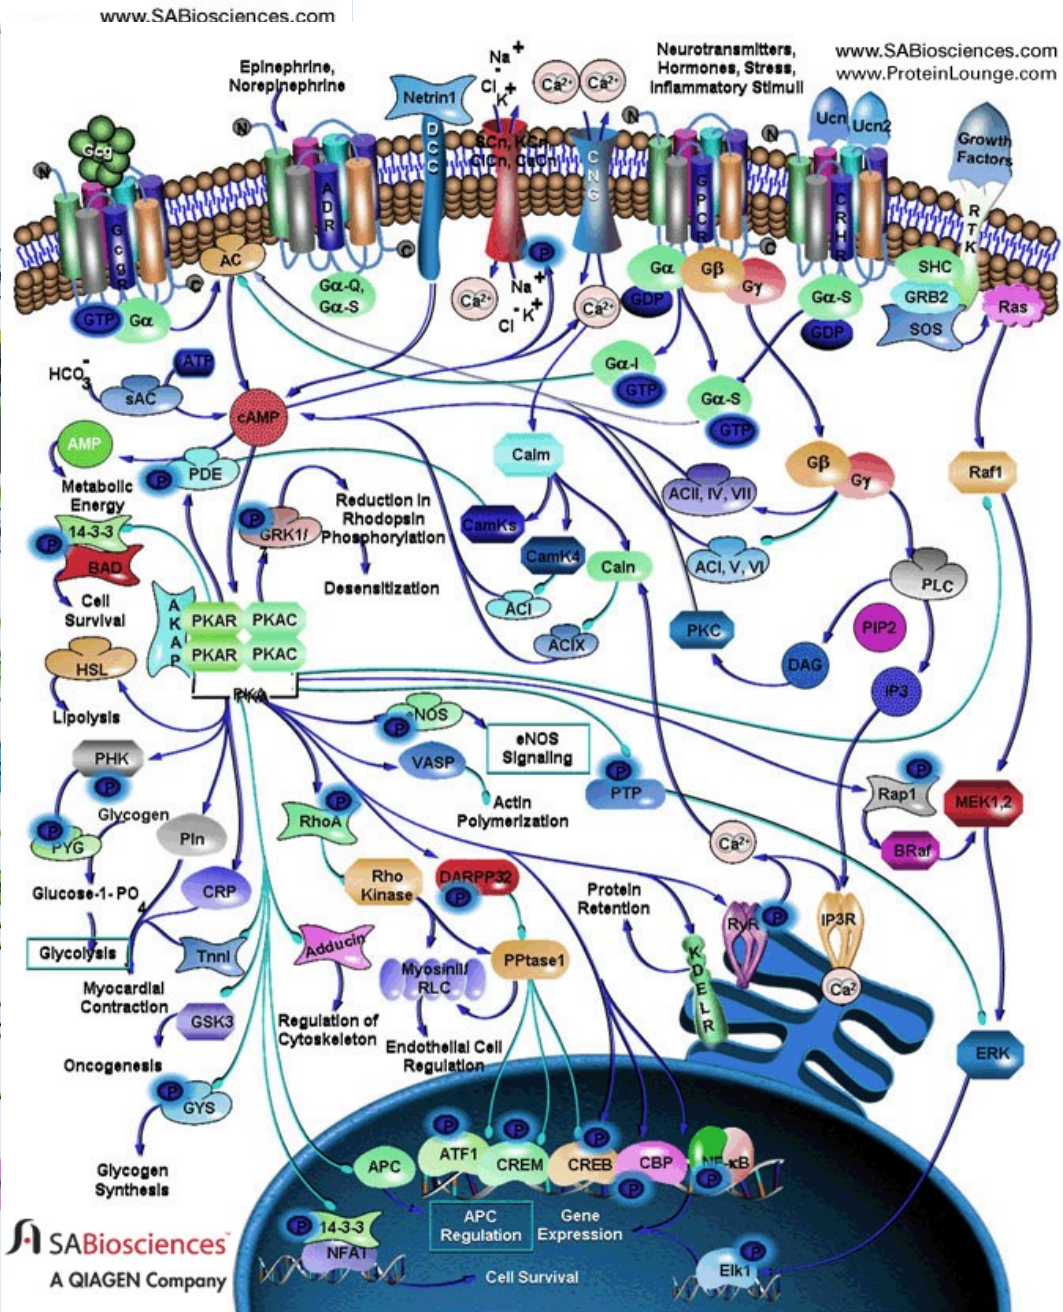 www.SABiosciences.com
www.SABiosciences.com
www.ProteinLounge.com
Epinephrine,
Norepinephrine
Neurotransmitters,
Hormones, Stress,
Inflammatory Stimuli
Netrin1
Na+
Cl-
K+
Ca2+
Ca2+
Ucn
Ucn2
Growth
Factors
Gcg
N
N
N
N
DCC
SCn, KCn
ClCn, CaCn
CNG
GcgR
ADR
GPCR
CRHR
RTK
C
C
C
AC
P
Gα
Gβ
Gγ
GDP
SHC
GRB2
SOS
Ras
Gα-Q,
Gα-S
Ca2+
Na+
Cl-
K+
Ca2+
Gα-S
GDP
GTP
Gα
Gα-I
GTP
HCO3-
ATP
sAC
cAMP
Gα-S
GTP
AMP
PDE
P
Calm
Gβ
Gγ
Raf1
ACII, IV, VII
Metabolic
Energy
14-3-3
P
BAD
P
GRK1/7
Reduction in
Rhodopsin
Phosphorylation
Desensitization
CamKs
CamK4
Caln
ACI, V, VI
PLC
Cell
Survival
AKAP
PKAR
PKAC
PKAR
PKAC
PKA
ACI
ACIX
PKC
PIP2
DAG
IP3
HSL
Lipolysis
eNOS
P
eNOS
Signaling
PHK
P
VASP
P
PTP
P
Rap1
MEK1,2
Glycogen
P
PYG
Pln
P
RhoA
Actin
Polymerization
Ca2+
BRaf
Glucose-1-PO4
CRP
Rho
Kinase
DARPP32
P
Protein
Retention
RyR
P
IP3R
Glycolysis
TnnI
Adducin
MyosinII/
RLC
PPtase1
KDELR
Ca2
Myocardial
Contraction
GSK3
Regulation of
Cytoskeleton
Endothelial Cell
Regulation
ERK
Oncogenesis
P
GYS
Glycogen
Synthesis
APC
P
ATF1
P
CREM
P
CREB
CBP
P
NF-κB
P
APC
Regulation
Gene
Expression
P
14-3-3
NFAT
Cell Survival
P
Elk1
SABiosciences™
A QIAGEN Company